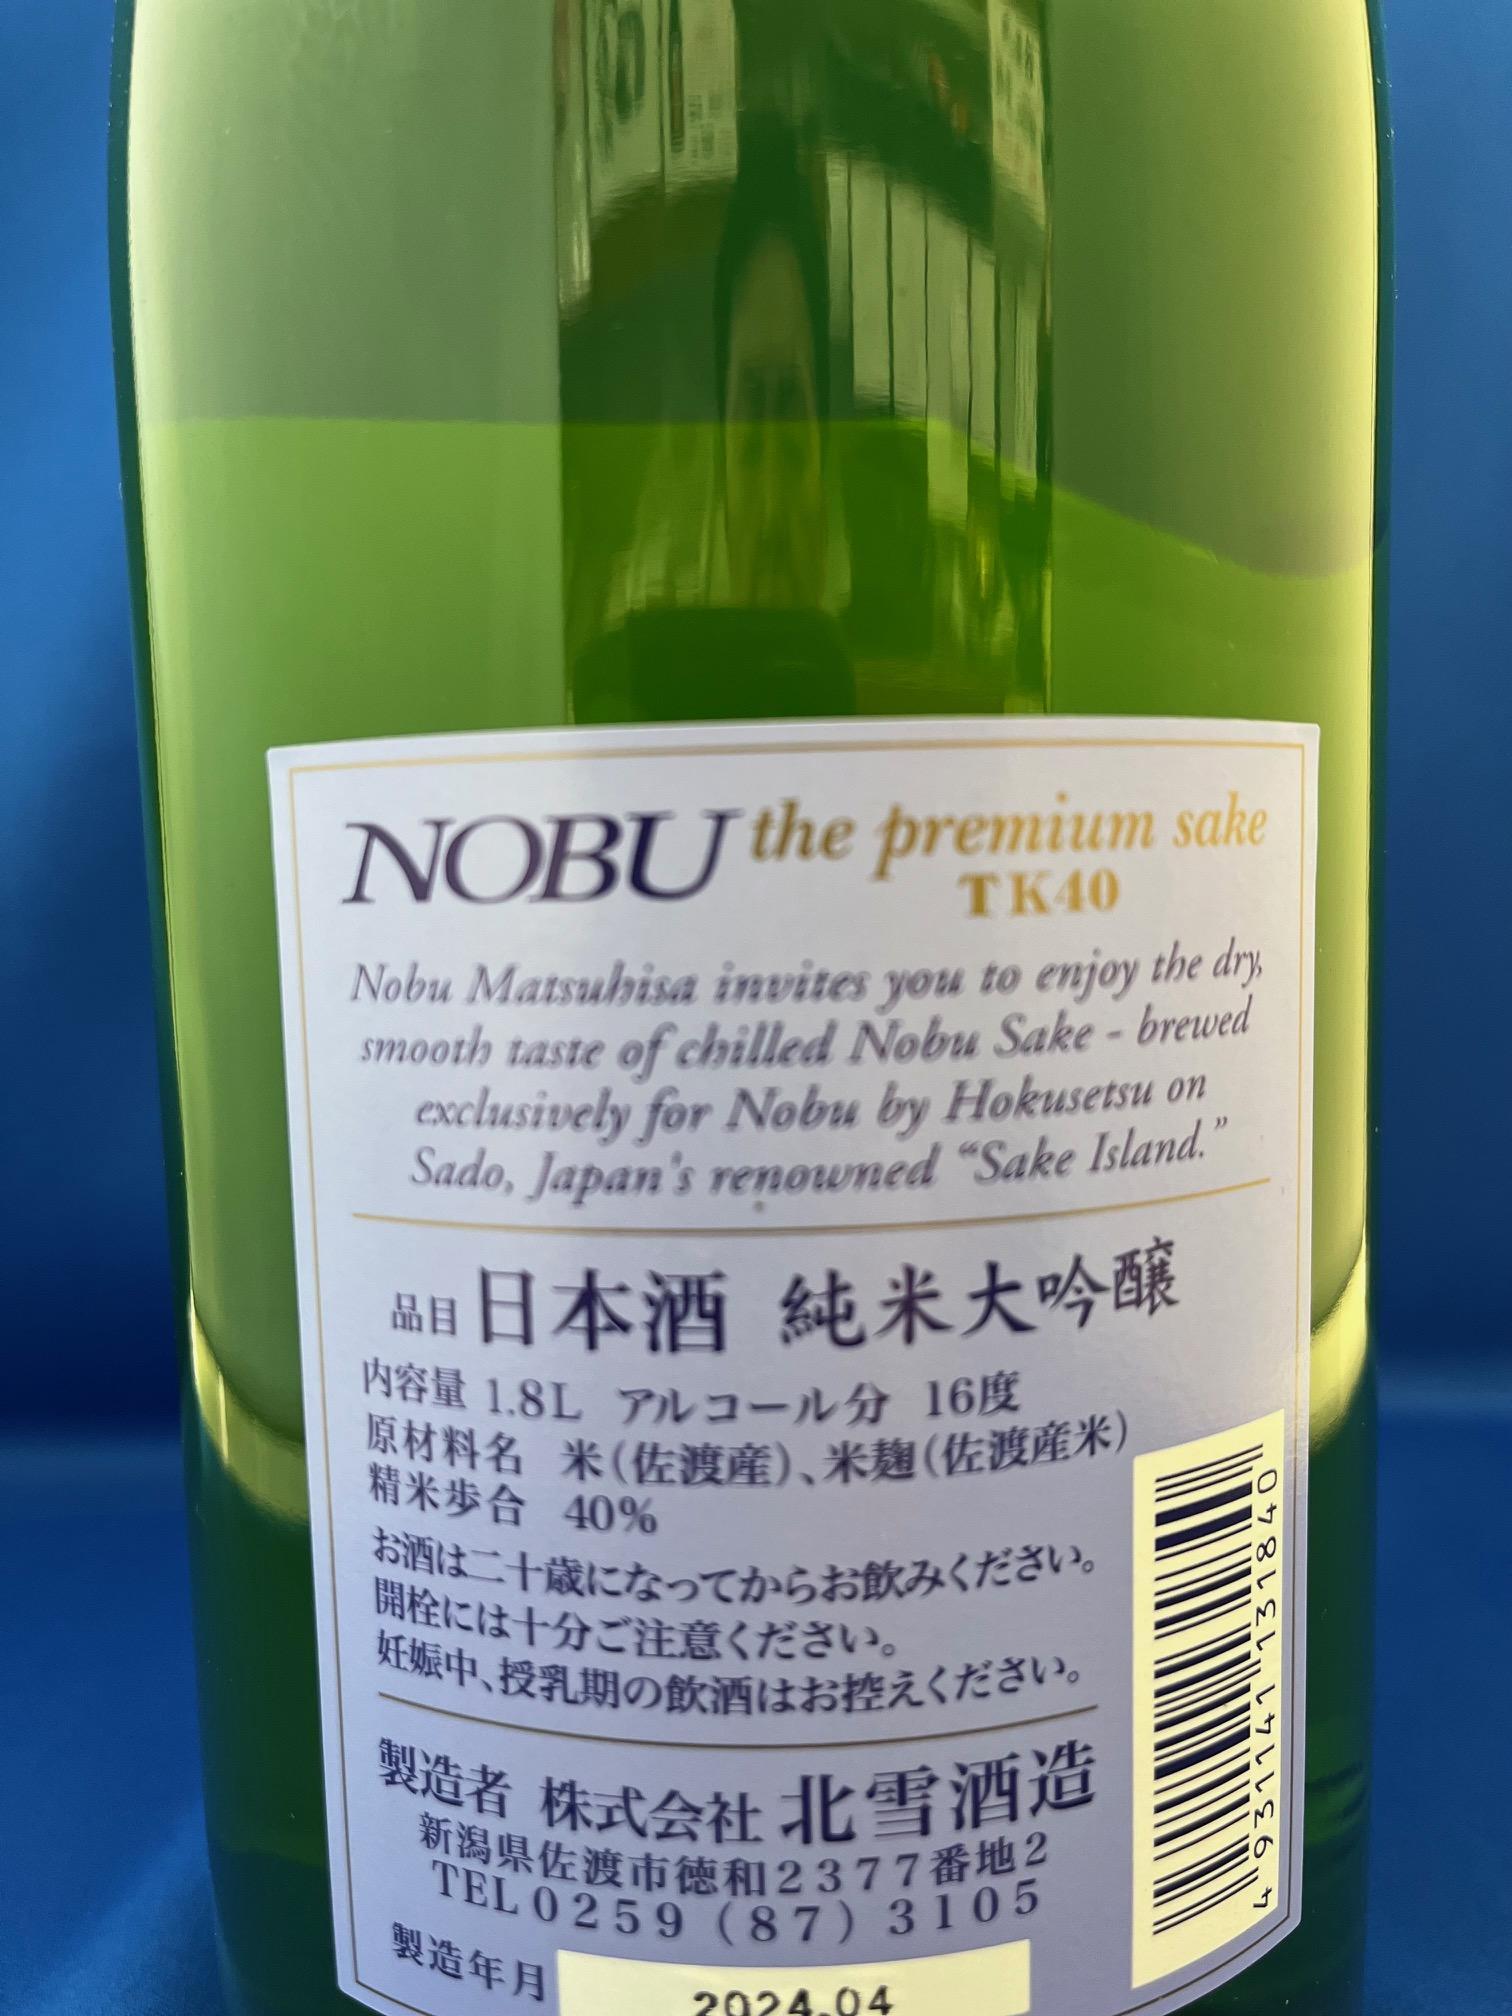 NOBU the premium sake
TK40
Nobu Matsuhisa invites you to enjoy the dry,
smooth taste of chilled Nobu Sake - brewed
exclusively for Nobu by Hokusetsu on
Sado, Japan's renowned “Sake Island.”
品目 日本酒 純米大吟醸
内容量 1.8L アルコール分 16度
原材料名 米(佐渡産)、米麹(佐渡産米)
精米歩合 40%
お酒は二十歳になってからお飲みください。
開栓には十分ご注意ください。
妊娠中、授乳期の飲酒はお控えください。
製造者 株式会社 北雪酒造
新潟県佐渡市徳和2377番地2
TEL0259(87)3105
製造年月 2024.04
4931141131840